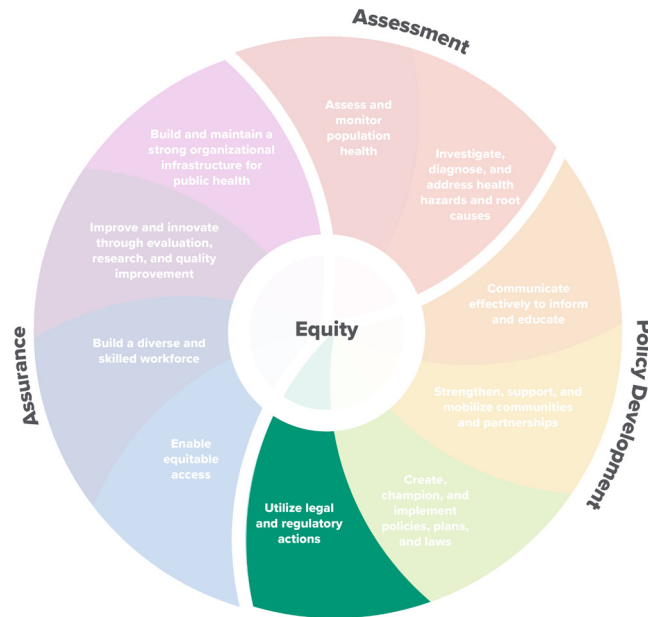 Assessment
Assess and
monitor
population
health
Investigate,
diagnose, and
address health
hazards and root
causes
Communicate
effectively to inform
and educate
Policy Development
Strengthen, support, and
mobilize communities
and partnerships
Create,
champion, and
implement
policies, plans,
and laws
Utilize legal
and regulatory
actions
Enable
equitable
access
Assurance
Build a diverse and
skilled workforce
Improve and innovate
through evaluation,
research, and quality
improvement
Build and maintain a
strong organizational
infrastructure for
public health
Equity